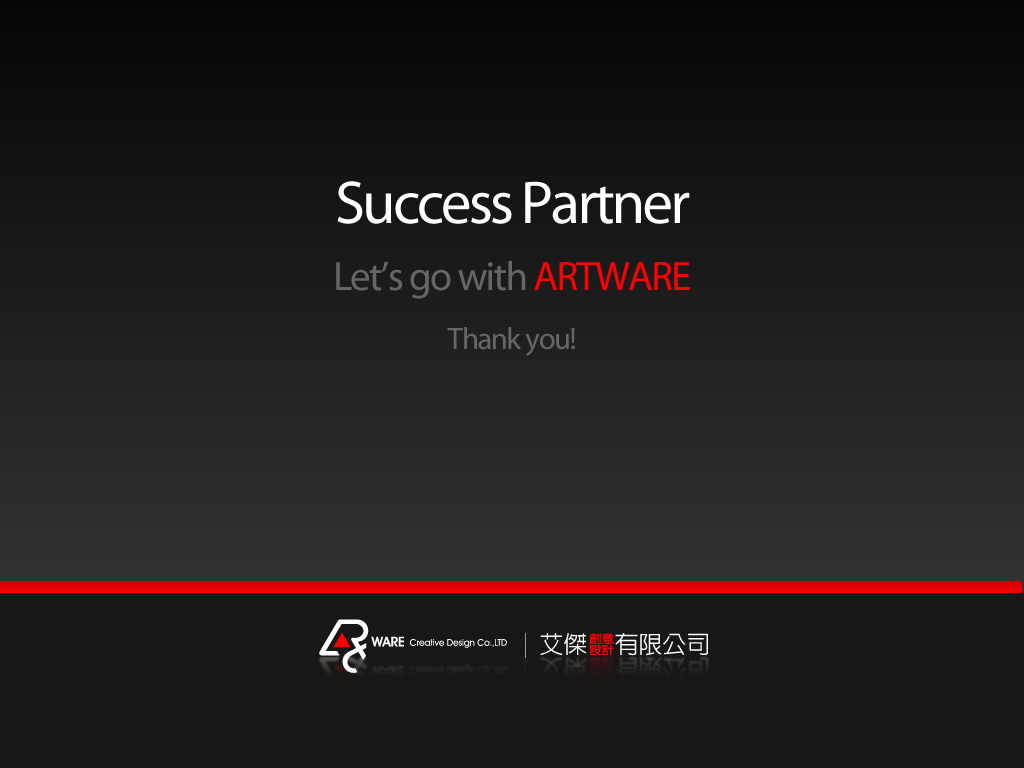 Success Partner
Let's go with ARTWARE
Thank you!
ARWARE Creative Design Co.,LTD | 艾傑創意設計有限公司